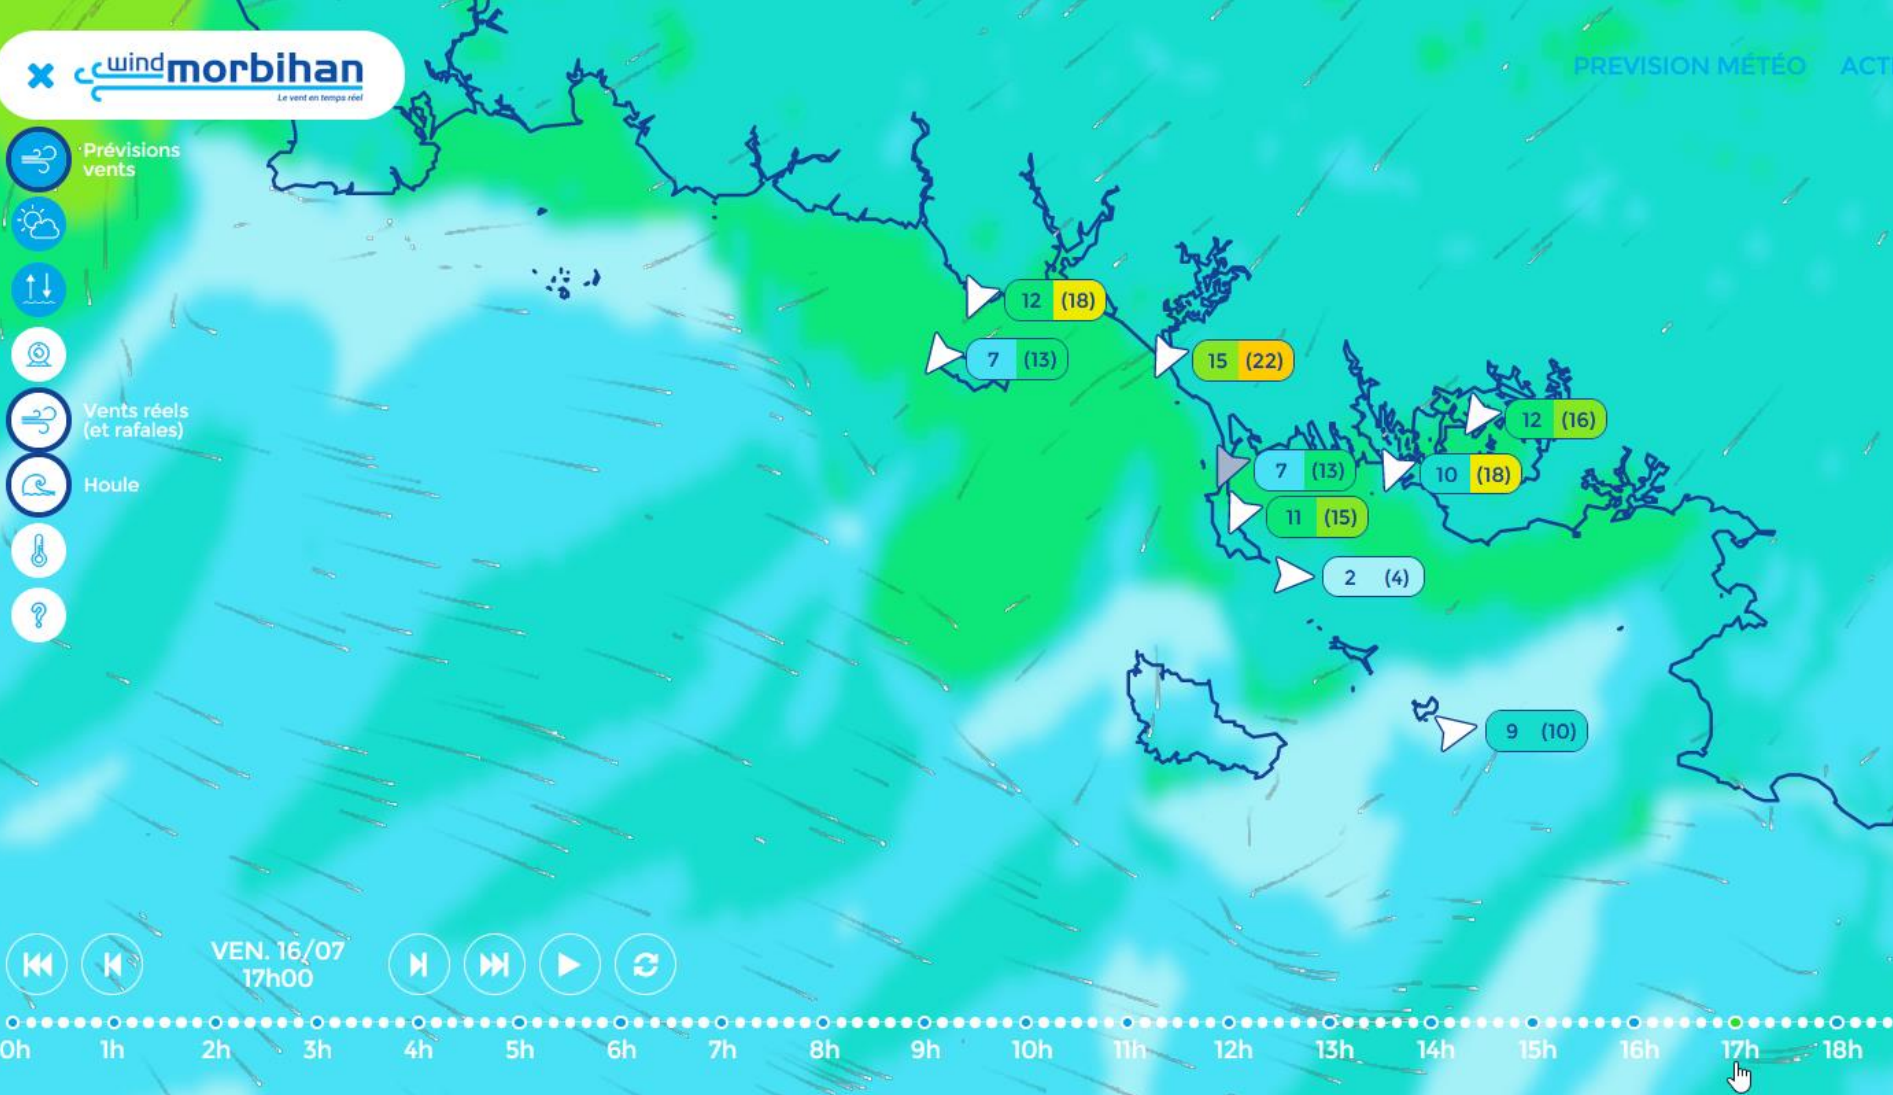 windmorbihan
Le vent en temps réel
PREVISION MÉTÉO ACT
Prévisions
vents
12 (18)
7 (13)
15 (22)
Vents réels
(et rafales)
12 (16)
7 (13)
10 (18)
Houle
11 (15)
2 (4)
9 (10)
VEN. 16/07
17h00
0h 1h 2h 3h 4h 5h 6h 7h 8h 9h 10h 11h 12h 13h 14h 15h 16h 17h 18h